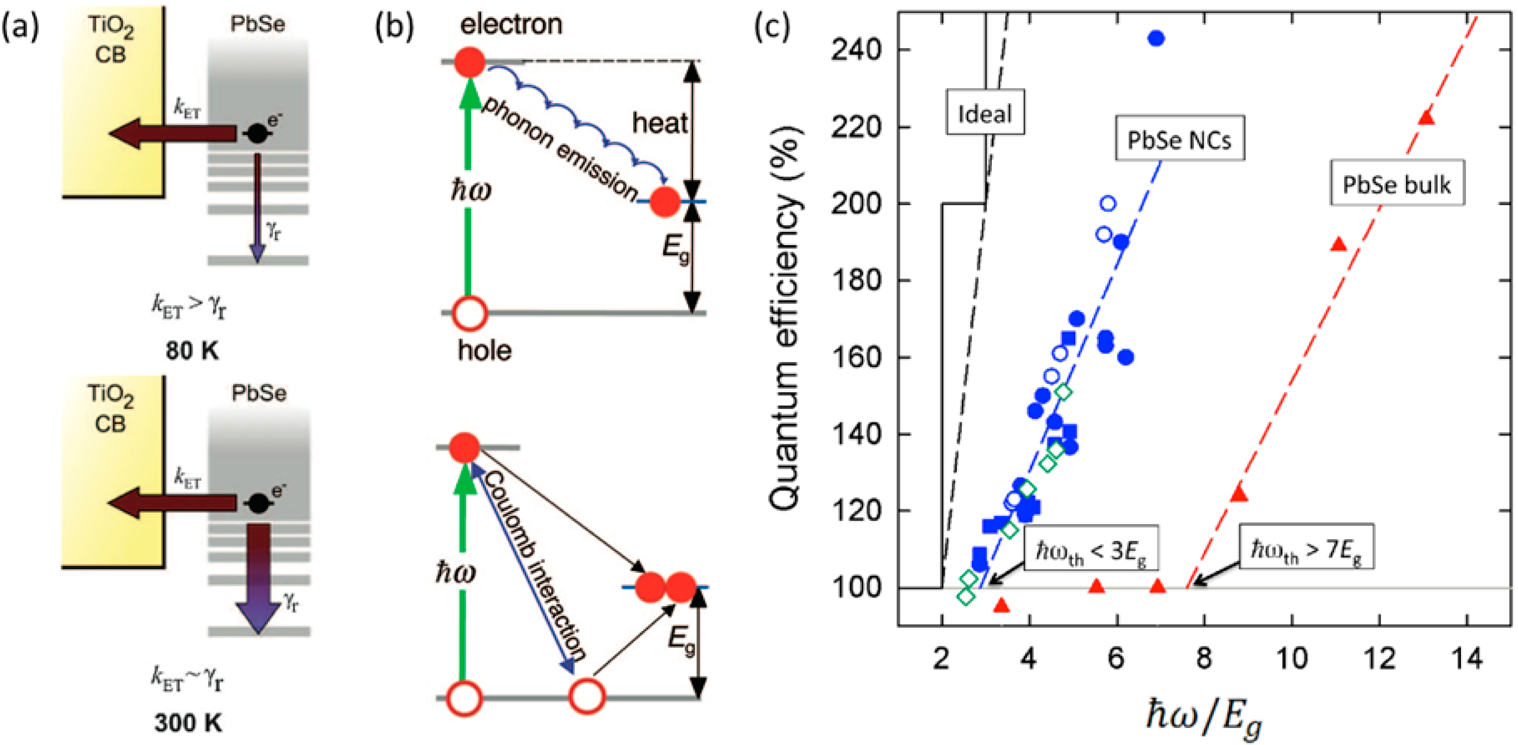 (a)
TiO2
CB
PbSe
kET
e-
γr
kET > γr
80 K
TiO2
CB
PbSe
kET
e-
γr
kET ~ γr
300 K
(b)
electron
phonon emission
heat
ħω
Eg
hole
Coulomb interaction
ħω
Eg
(c)
Quantum efficiency (%)
240
220
200
180
160
140
120
100
Ideal
PbSe NCs
PbSe bulk
ħωth < 3Eg
ħωth > 7Eg
2 4 6 8 10 12 14
ħω/Eg